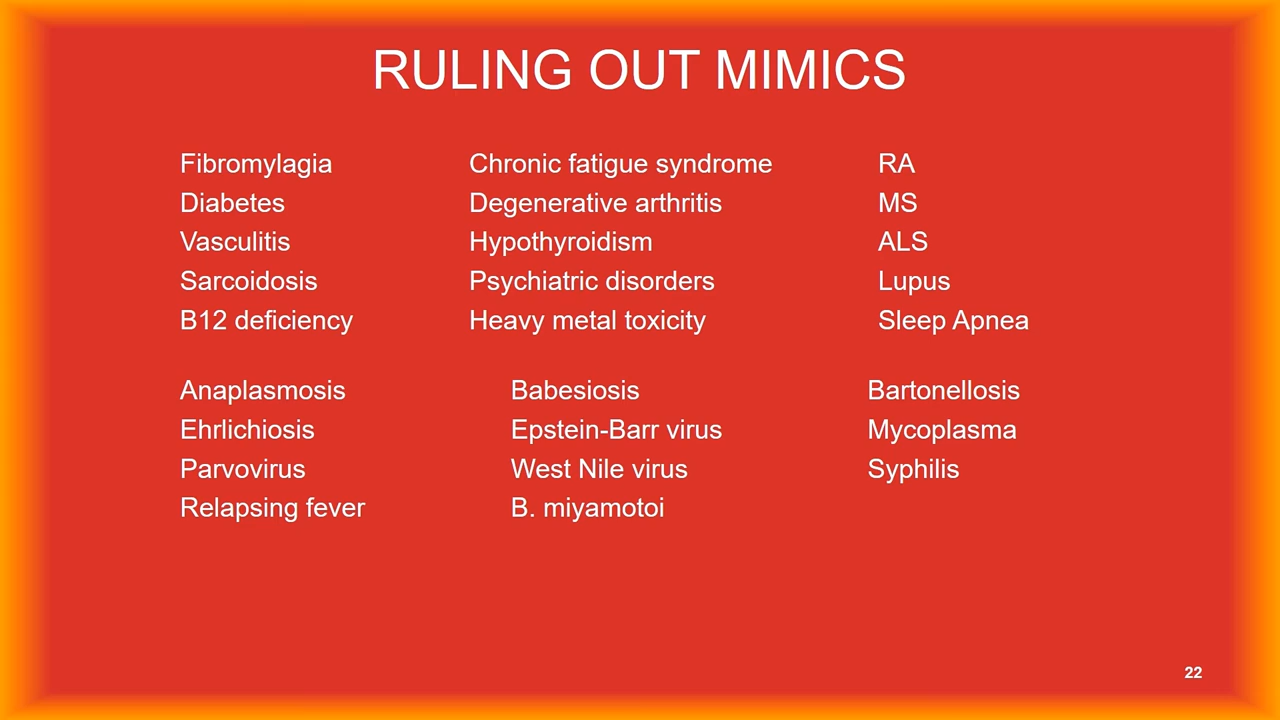 RULING OUT MIMICS
Fibromylagia Chronic fatigue syndrome RA
Diabetes Degenerative arthritis MS
Vasculitis Hypothyroidism ALS
Sarcoidosis Psychiatric disorders Lupus
B12 deficiency Heavy metal toxicity Sleep Apnea
Anaplasmosis Babesiosis Bartonellosis
Ehrlichiosis Epstein-Barr virus Mycoplasma
Parvovirus West Nile virus Syphilis
Relapsing fever B. miyamotoi
22